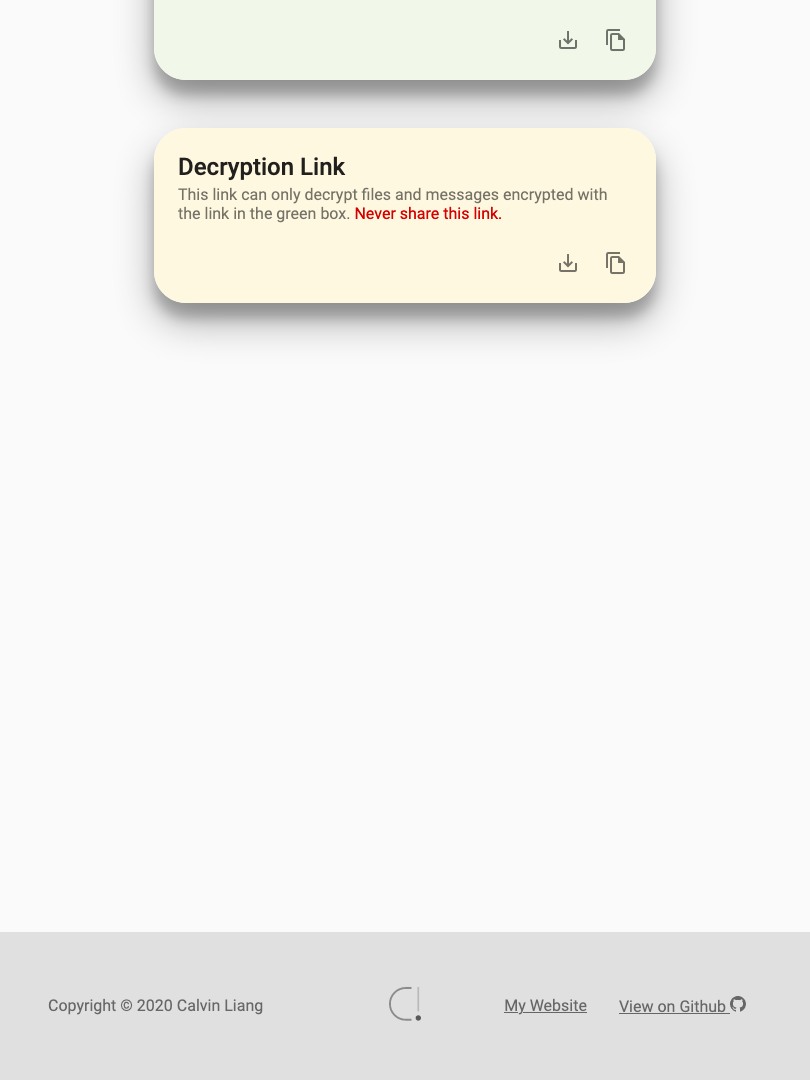 Decryption Link
This link can only decrypt files and messages encrypted with
the link in the green box. Never share this link.
Copyright © 2020 Calvin Liang
My Website
View on Github